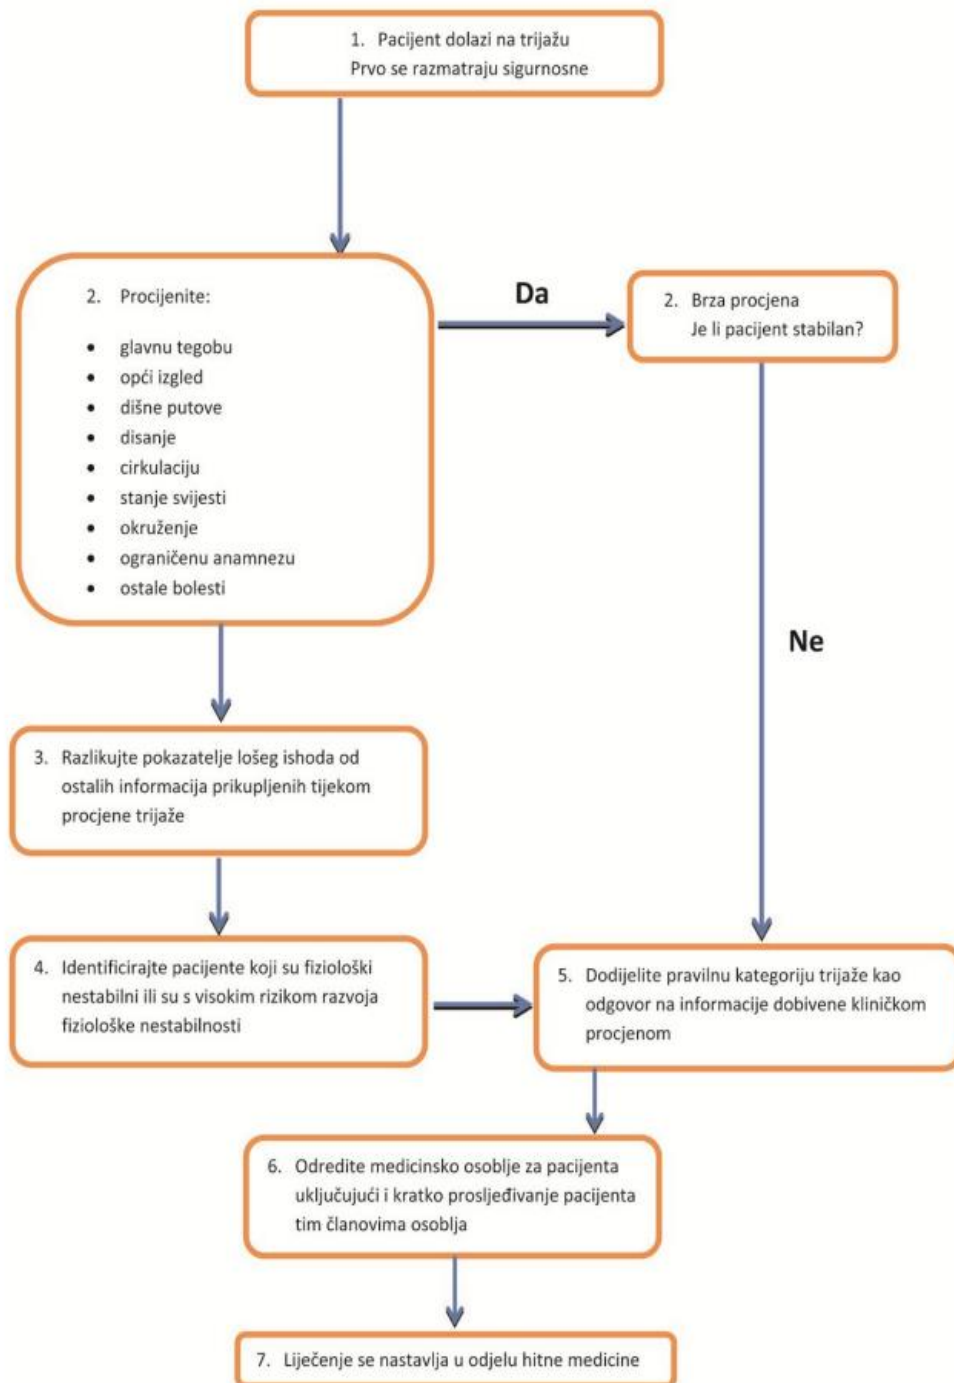 1. Pacijent dolazi na trijažu
Prvo se razmatraju sigurnosne
2. Procijenite:
• glavnu tegobu
• opći izgled
• dišne putove
• disanje
• cirkulaciju
• stanje svijesti
• okruženje
• ograničenu anamnezu
• ostale bolesti
Da
2. Brza procjena
Je li pacijent stabilan?
Ne
3. Razlikujte pokazatelje lošeg ishoda od
ostalih informacija prikupljenih tijekom
procjene trijaže
4. Identificirajte pacijente koji su fiziološki
nestabilni ili su s visokim rizikom razvoja
fiziološke nestabilnosti
5. Dodijelite pravilnu kategoriju trijaže kao
odgovor na informacije dobivene kliničkom
procjenom
6. Odredite medicinsko osoblje za pacijenta
uključujući i kratko prosljeđivanje pacijenta
tim članovima osoblja
7. Liječenje se nastavlja u odjelu hitne medicine